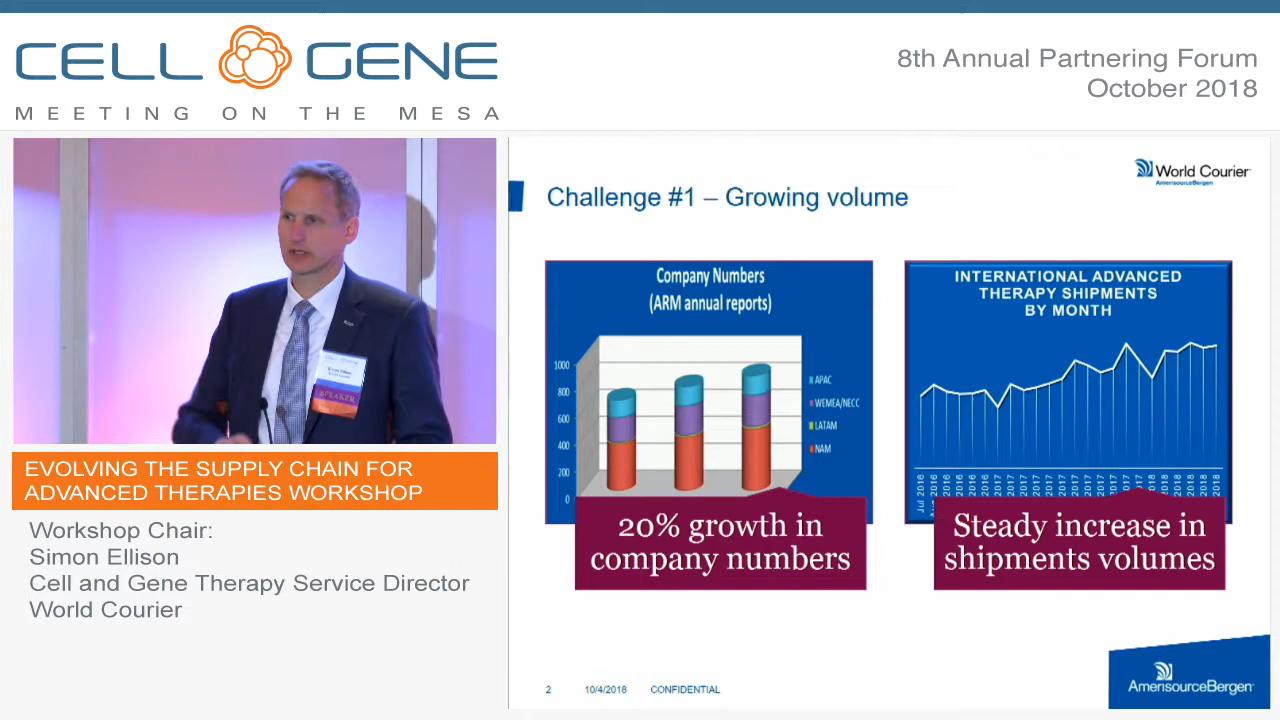 CELL GENE
MEETING ON THE MESA
8th Annual Partnering Forum
October 2018
SPEAKER
EVOLVING THE SUPPLY CHAIN FOR
ADVANCED THERAPIES WORKSHOP
Workshop Chair:
Simon Ellison
Cell and Gene Therapy Service Director
World Courier
World Courier
AmerisourceBergen
Challenge #1 – Growing volume
Company Numbers
(ARM annual reports)
1000
800
600
400
200
0
APAC
WEMEA/NECC
LATAM
NAM
20% growth in
company numbers
INTERNATIONAL ADVANCED
THERAPY SHIPMENTS
BY MONTH
Jul 2016
Steady increase in
shipments volumes
2 10/4/2018 CONFIDENTIAL
AmerisourceBergen